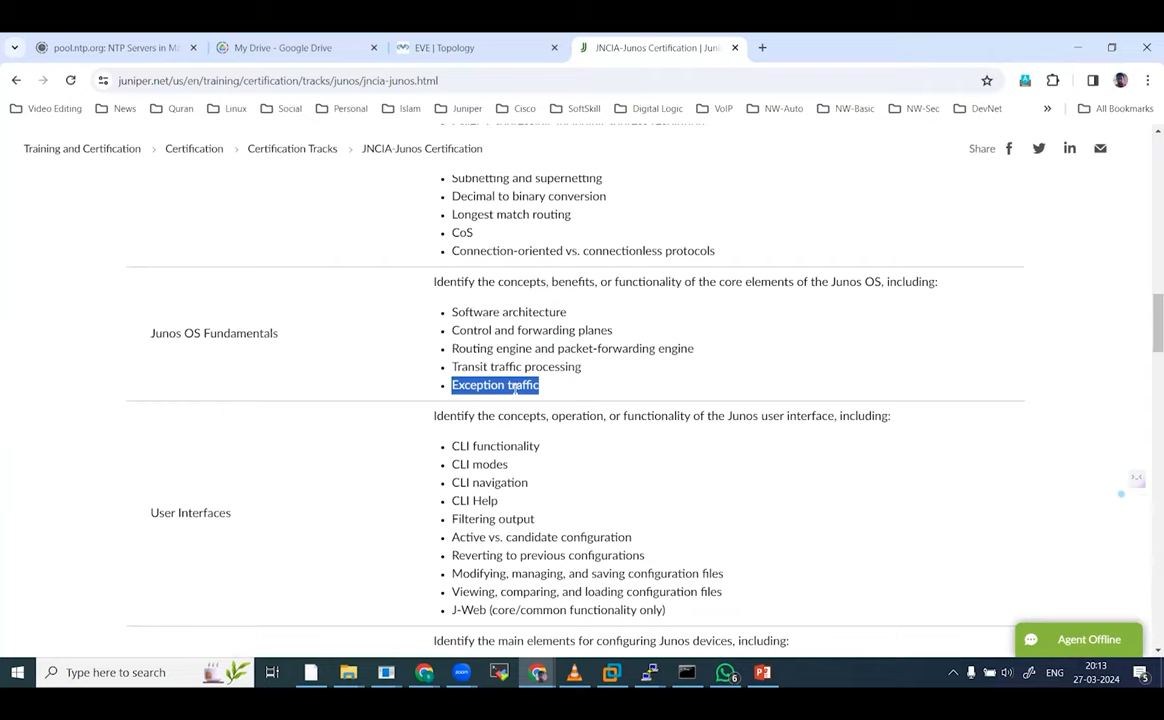 pool.ntp.org: NTP Servers in M
My Drive - Google Drive
EVE | Topology
JNCIA-Junos Certification | Juni
juniper.net/us/en/training/certification/tracks/junos/jncia-junos.html
Video Editing
News
Quran
Linux
Social
Personal
Islam
Juniper
Cisco
SoftSkill
Digital Logic
VoIP
NW-Auto
NW-Basic
NW-Sec
DevNet
»
All Bookmarks
Training and Certification > Certification > Certification Tracks > JNCIA-Junos Certification
Share
• Subnetting and supernetting
• Decimal to binary conversion
• Longest match routing
• CoS
• Connection-oriented vs. connectionless protocols
Junos OS Fundamentals
Identify the concepts, benefits, or functionality of the core elements of the Junos OS, including:
• Software architecture
• Control and forwarding planes
• Routing engine and packet-forwarding engine
• Transit traffic processing
• Exception traffic
User Interfaces
Identify the concepts, operation, or functionality of the Junos user interface, including:
• CLI functionality
• CLI modes
• CLI navigation
• CLI Help
• Filtering output
• Active vs. candidate configuration
• Reverting to previous configurations
• Modifying, managing, and saving configuration files
• Viewing, comparing, and loading configuration files
• J-Web (core/common functionality only)
Identify the main elements for configuring Junos devices, including:
Agent Offline
Type here to search
zoom
6
ENG
20:13
27-03-2024
5